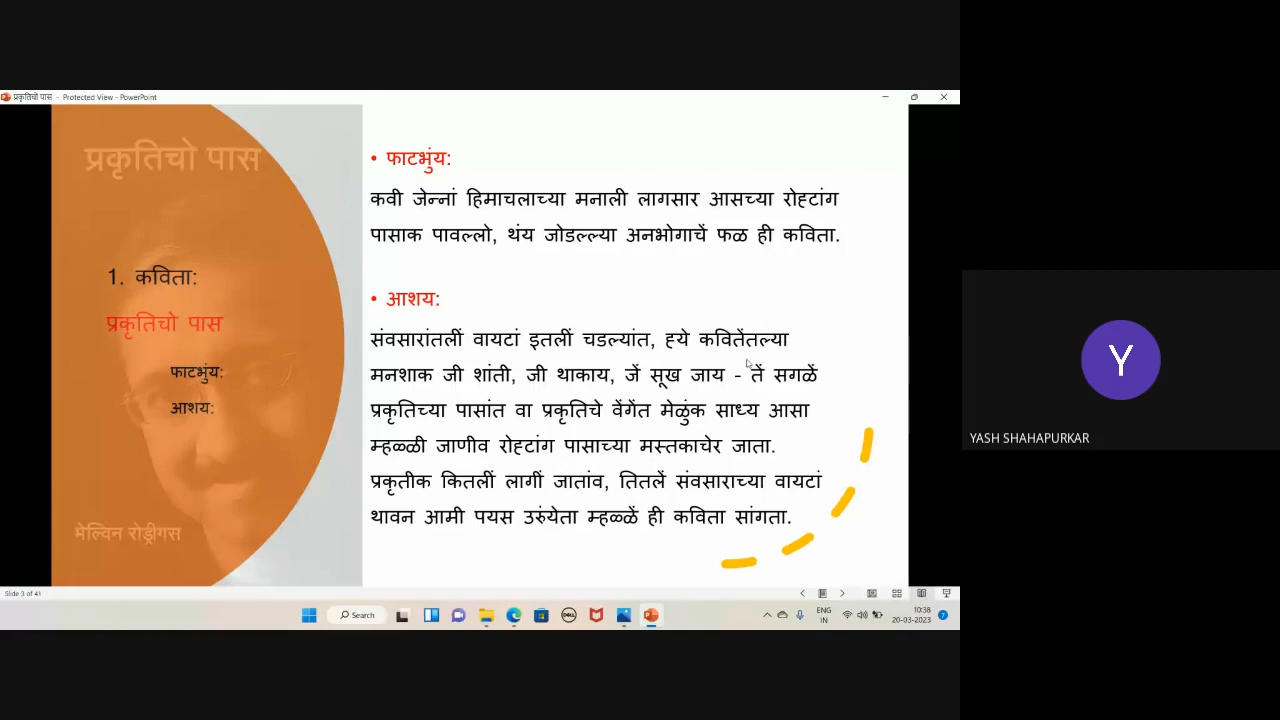 प्रकृतिचो पास - Protected View - PowerPoint
प्रकृतिचो पास
1. कविता:
प्रकृतिचो पास
फाटभुंय:
आशय:
मेल्विन रोड्रीगस
• फाटभुंय:
कवी जेन्नां हिमाचलाच्या मनाली लागसार आसच्या रोह्टांग
पासाक पावल्लो, थंय जोडल्ल्या अनभोगाचें फळ ही कविता.
• आशय:
संवसारांतलीं वायटां इतलीं चडल्यांत, ह्ये कवितेंतल्या
मनशाक जी शांती, जी थाकाय, जें सूख जाय - तें सगळें
प्रकृतिच्या पासांत वा प्रकृतिचे वेंगेंत मेळुंक साध्य आसा
म्हळ्ळी जाणीव रोह्टांग पासाच्या मस्तकाचेर जाता.
प्रकृतीक कितलीं लागीं जातांव, तितलें संवसाराच्या वायटां
थावन आमी पयस उरुंयेता म्हळ्ळें ही कविता सांगता.
Slide 3 of 41
Search
DELL
ENG
IN
10:38
20-03-2023
7
Y
YASH SHAHAPURKAR